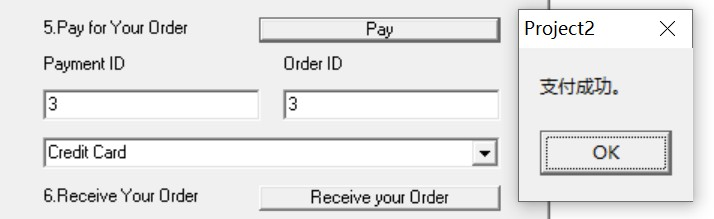 5.Pay for Your Order
Pay
Payment ID
Order ID
3
3
Credit Card
6.Receive Your Order
Receive your Order
Project2
支付成功。
OK